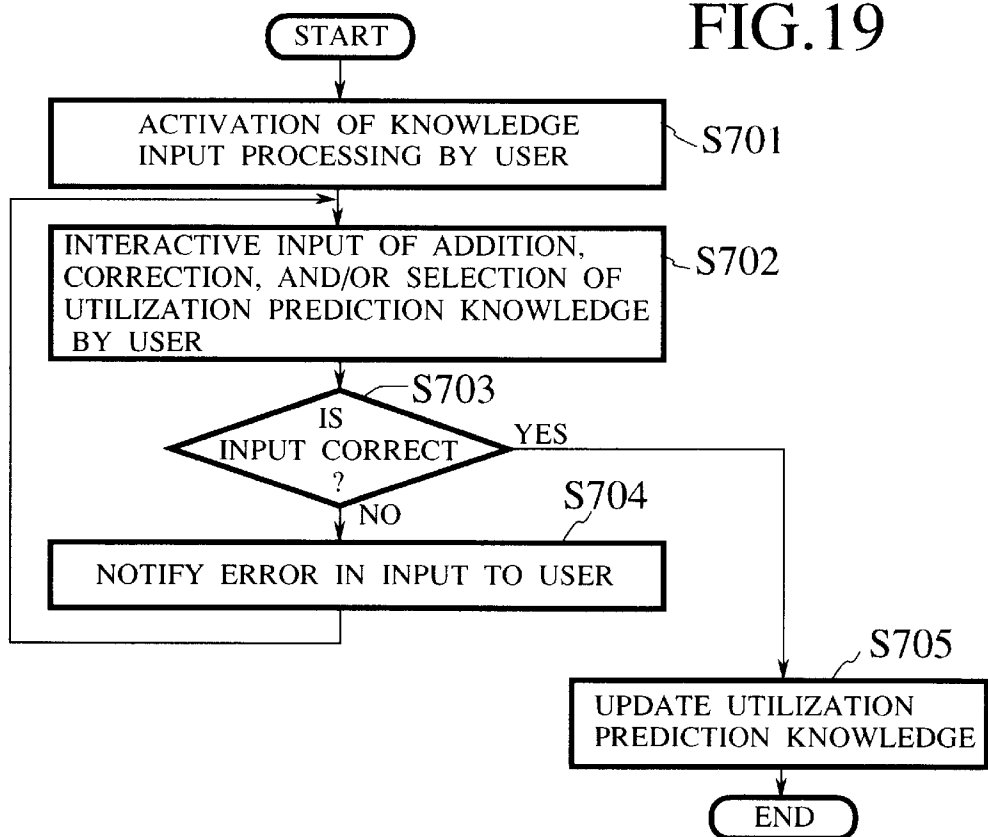 FIG.19
START
ACTIVATION OF KNOWLEDGE
INPUT PROCESSING BY USER
S701
INTERACTIVE INPUT OF ADDITION,
CORRECTION, AND/OR SELECTION OF
UTILIZATION PREDICTION KNOWLEDGE
BY USER
S702
S703
IS
INPUT CORRECT
?
YES
NO
S704
NOTIFY ERROR IN INPUT TO USER
S705
UPDATE UTILIZATION
PREDICTION KNOWLEDGE
END